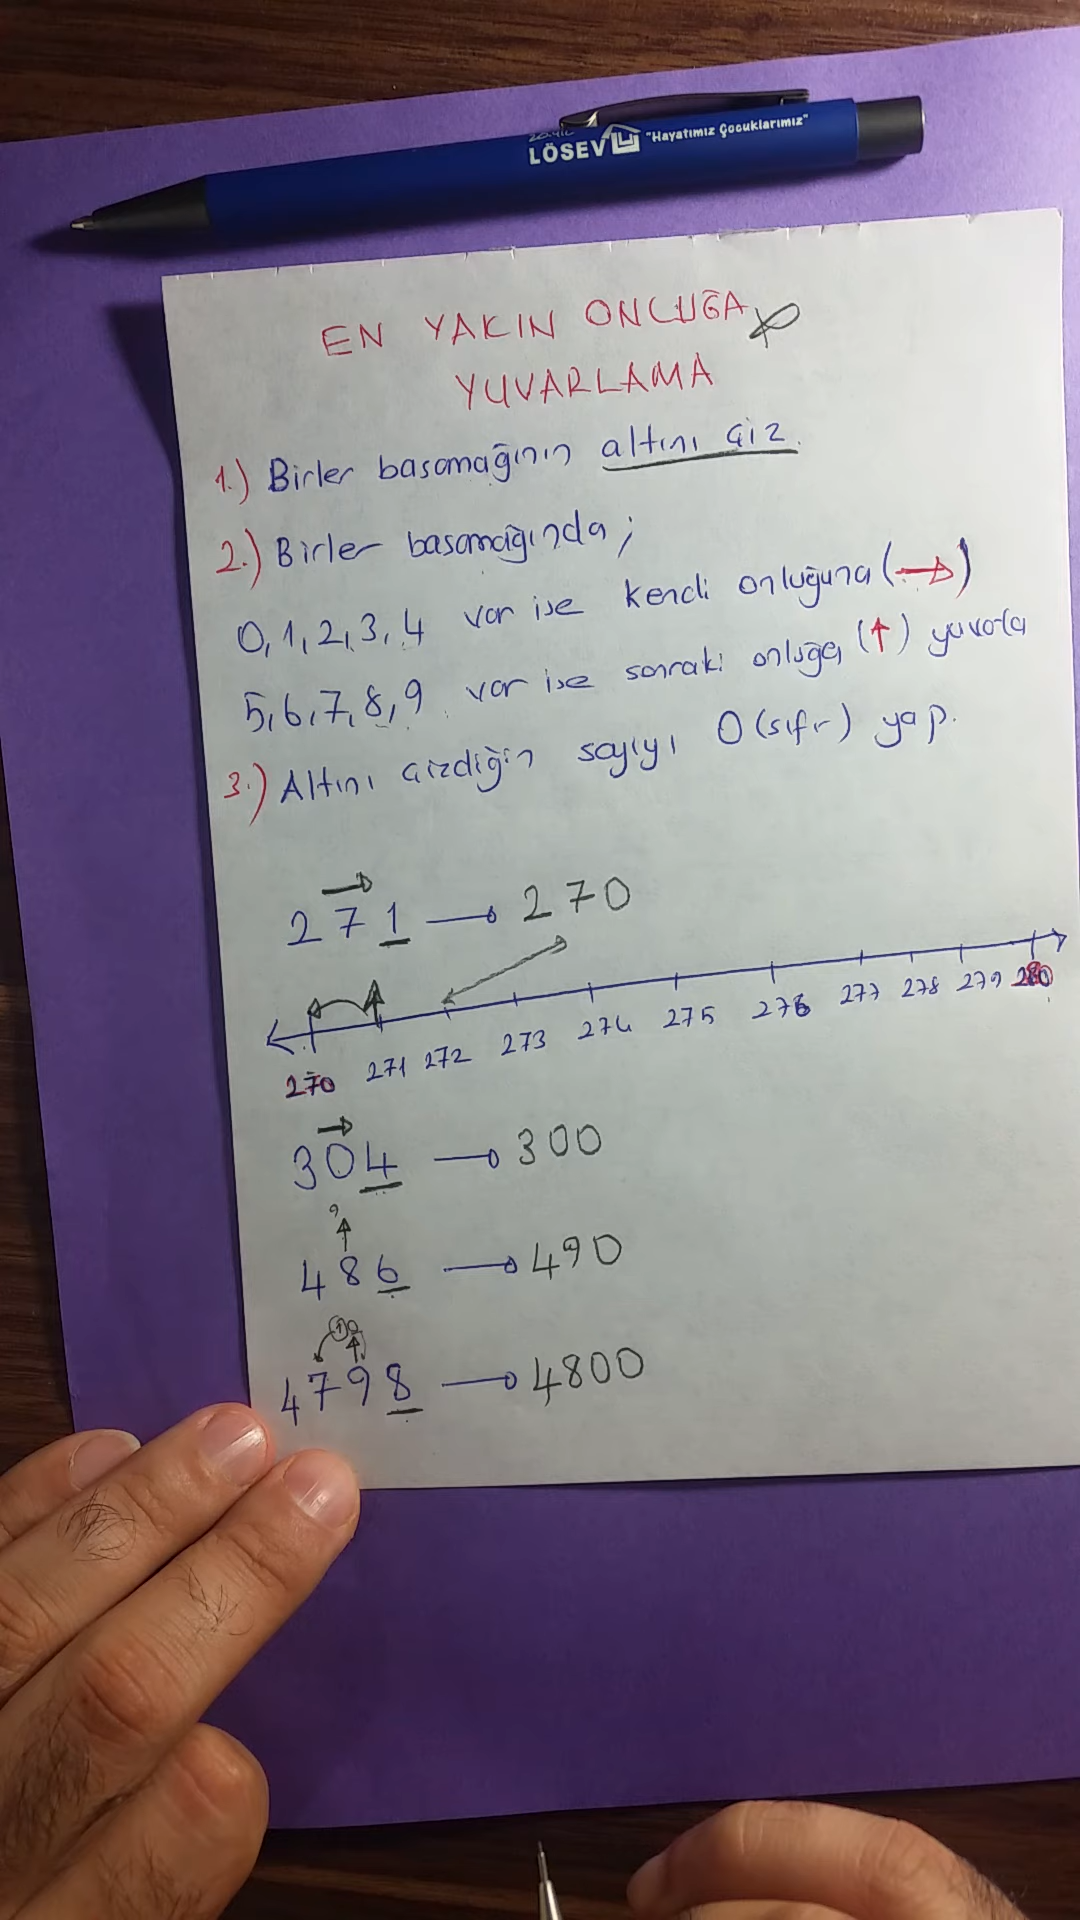 LÖSEV "Hayatımız Çocuklarımız"
EN YAKIN ONLUĞA
YUVARLAMA
1.) Birler basamağının altını çiz.
2.) Birler basamağında;
0,1,2,3,4 var ise kendi onluğuna (→)
5,6,7,8,9 var ise sonraki onluğa (↑) yuvarla
3.) Altını çizdiğin sayıyı 0 (sıfır) yap.
271 → 270
270 271 272 273 274 275 276 277 278 279 280
304 → 300
9
486 → 490
10
4798 → 4800